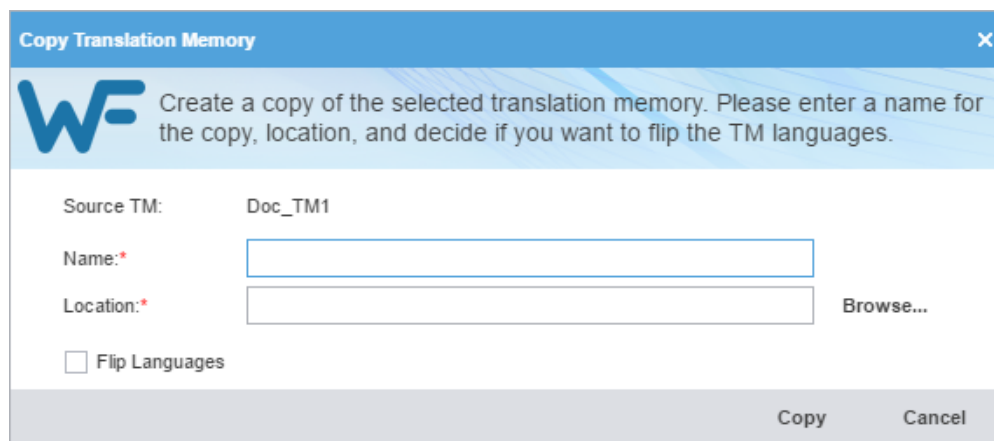 Copy Translation Memory
WF
Create a copy of the selected translation memory. Please enter a name for
the copy, location, and decide if you want to flip the TM languages.
Source TM: Doc_TM1
Name:*
Location:* Browse...
Flip Languages
Copy Cancel